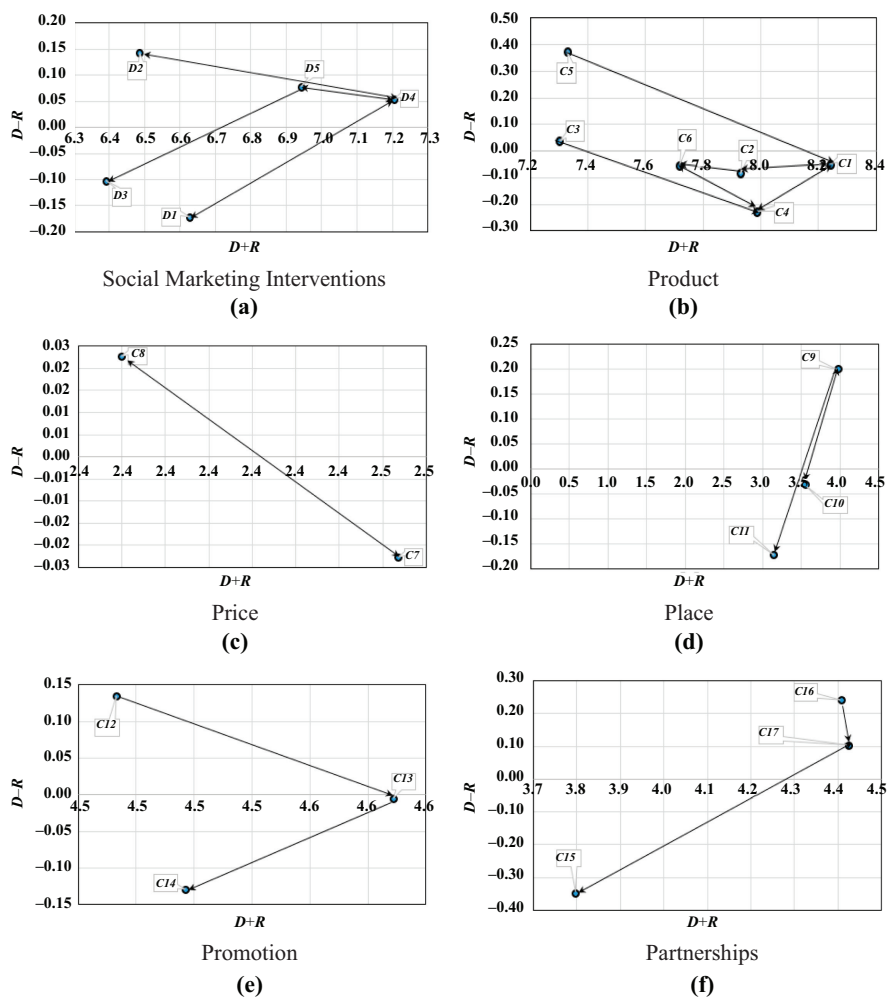 0.20
0.15
0.10
0.05
0.00
−0.05
−0.10
−0.15
−0.20
D−R
6.3 6.4 6.5 6.6 6.7 6.8 6.9 7.0 7.1 7.2 7.3
D2
D5
D4
D3
D1
D+R
Social Marketing Interventions
(a)
0.50
0.40
0.30
0.20
0.10
0.00
−0.10
−0.20
−0.30
D−R
7.2 7.4 7.6 7.8 8.0 8.2 8.4
C5
C3
C6
C2
C1
C4
D+R
Product
(b)
0.03
0.02
0.02
0.01
0.01
0.00
−0.01
−0.01
−0.02
−0.02
−0.03
D−R
2.4 2.4 2.4 2.4 2.4 2.4 2.4 2.5 2.5
C8
C7
D+R
Price
(c)
0.25
0.20
0.15
0.10
0.05
0.00
−0.05
−0.10
−0.15
−0.20
D−R
0.0 0.5 1.0 1.5 2.0 2.5 3.0 3.5 4.0 4.5
C9
C10
C11
D+R
Place
(d)
0.15
0.10
0.05
0.00
−0.05
−0.10
−0.15
D−R
4.5 4.5 4.5 4.5 4.6 4.6 4.6
C12
C13
C14
D+R
Promotion
(e)
0.30
0.20
0.10
0.00
−0.10
−0.20
−0.30
−0.40
D−R
3.7 3.8 3.9 4.0 4.1 4.2 4.3 4.4 4.5
C16
C17
C15
D+R
Partnerships
(f)